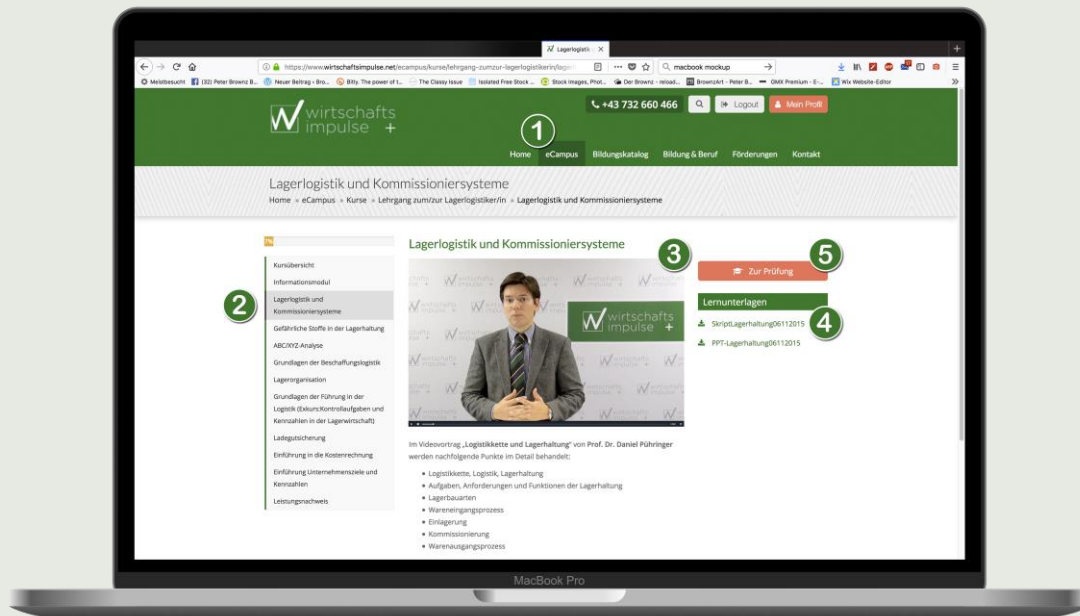 Lagerlogistik
https://www.wirtschaftsimpulse.net/ecampus/kurse/lehrgang-zumzur-lagerlogistikerin/lager
macbook mockup
Meistbesucht
(32) Peter Brownz B...
Neuer Beitrag ‹ Bro...
Bitly. The power of t...
The Classy Issue
Isolated Free Stock ...
Stock Images, Phot...
Der Brownz - reload...
BrownzArt - Peter B...
GMX Premium - E-...
Wix Website-Editor
wirtschafts
impulse +
+43 732 660 466
Logout
Mein Profil
1
Home
eCampus
Bildungskatalog
Bildung & Beruf
Förderungen
Kontakt
Lagerlogistik und Kommissioniersysteme
Home » eCampus » Kurse » Lehrgang zum/zur Lagerlogistiker/in » Lagerlogistik und Kommissioniersysteme
Kursübersicht
Informationsmodul
2
Lagerlogistik und
Kommissioniersysteme
Gefährliche Stoffe in der Lagerhaltung
ABC/XYZ-Analyse
Grundlagen der Beschaffungslogistik
Lagerorganisation
Grundlagen der Führung in der
Logistik (Exkurs:Kontrollaufgaben und
Kennzahlen in der Lagerwirtschaft)
Ladegutsicherung
Einführung in die Kostenrechnung
Einführung Unternehmensziele und
Kennzahlen
Leistungsnachweis
Lagerlogistik und Kommissioniersysteme
3
wirtschafts
impulse +
Im Videovortrag „Logistikkette und Lagerhaltung" von Prof. Dr. Daniel Pühringer
werden nachfolgende Punkte im Detail behandelt:
Logistikkette, Logistik, Lagerhaltung
Aufgaben, Anforderungen und Funktionen der Lagerhaltung
Lagerbauarten
Wareneingangsprozess
Einlagerung
Kommissionierung
Warenausgangsprozess
5
Zur Prüfung
Lernunterlagen
4
SkriptLagerhaltung06112015
PPT-Lagerhaltung06112015
MacBook Pro